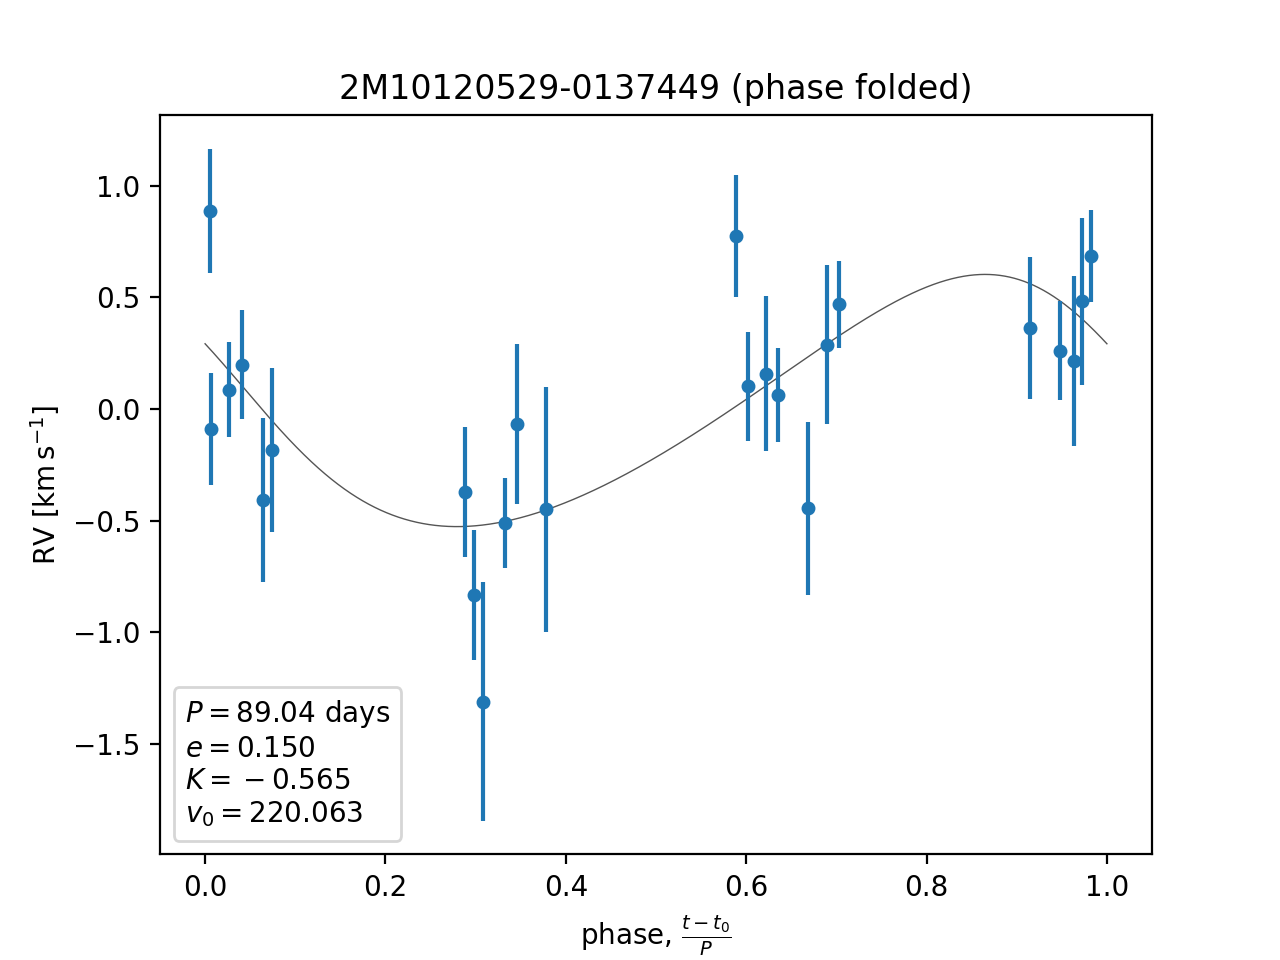 2M10120529-0137449 (phase folded)
RV [km s⁻¹]
1.0
0.5
0.0
−0.5
−1.0
−1.5
P = 89.04 days
e = 0.150
K = −0.565
v₀ = 220.063
0.0 0.2 0.4 0.6 0.8 1.0
phase, (t − t₀)/P